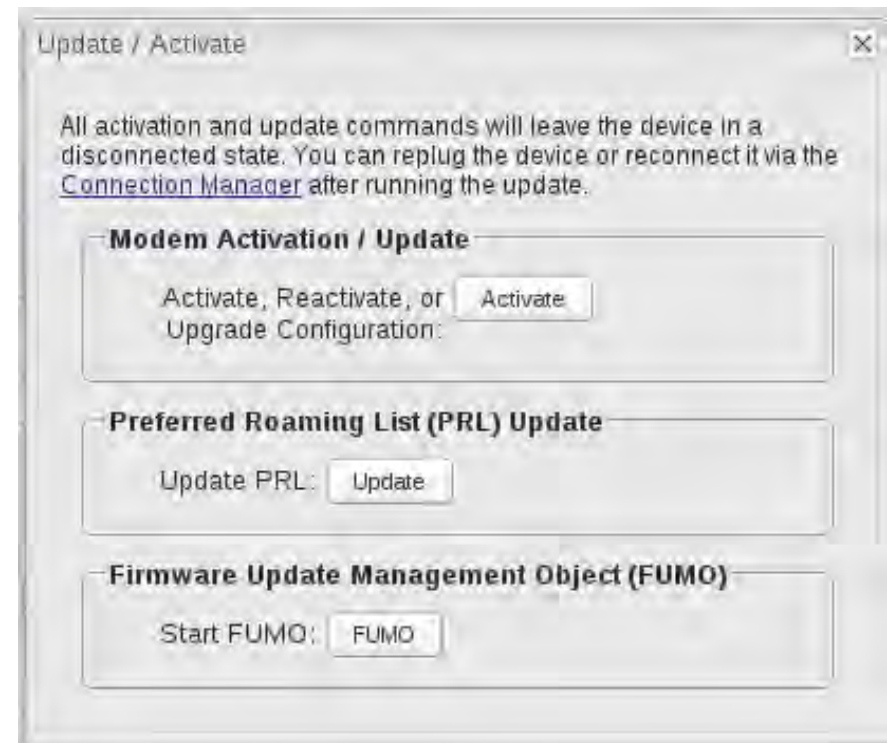 Update / Activate
All activation and update commands will leave the device in a
disconnected state. You can replug the device or reconnect it via the
Connection Manager after running the update.
Modem Activation / Update
Activate, Reactivate, or
Upgrade Configuration:
Activate
Preferred Roaming List (PRL) Update
Update PRL: Update
Firmware Update Management Object (FUMO)
Start FUMO: FUMO